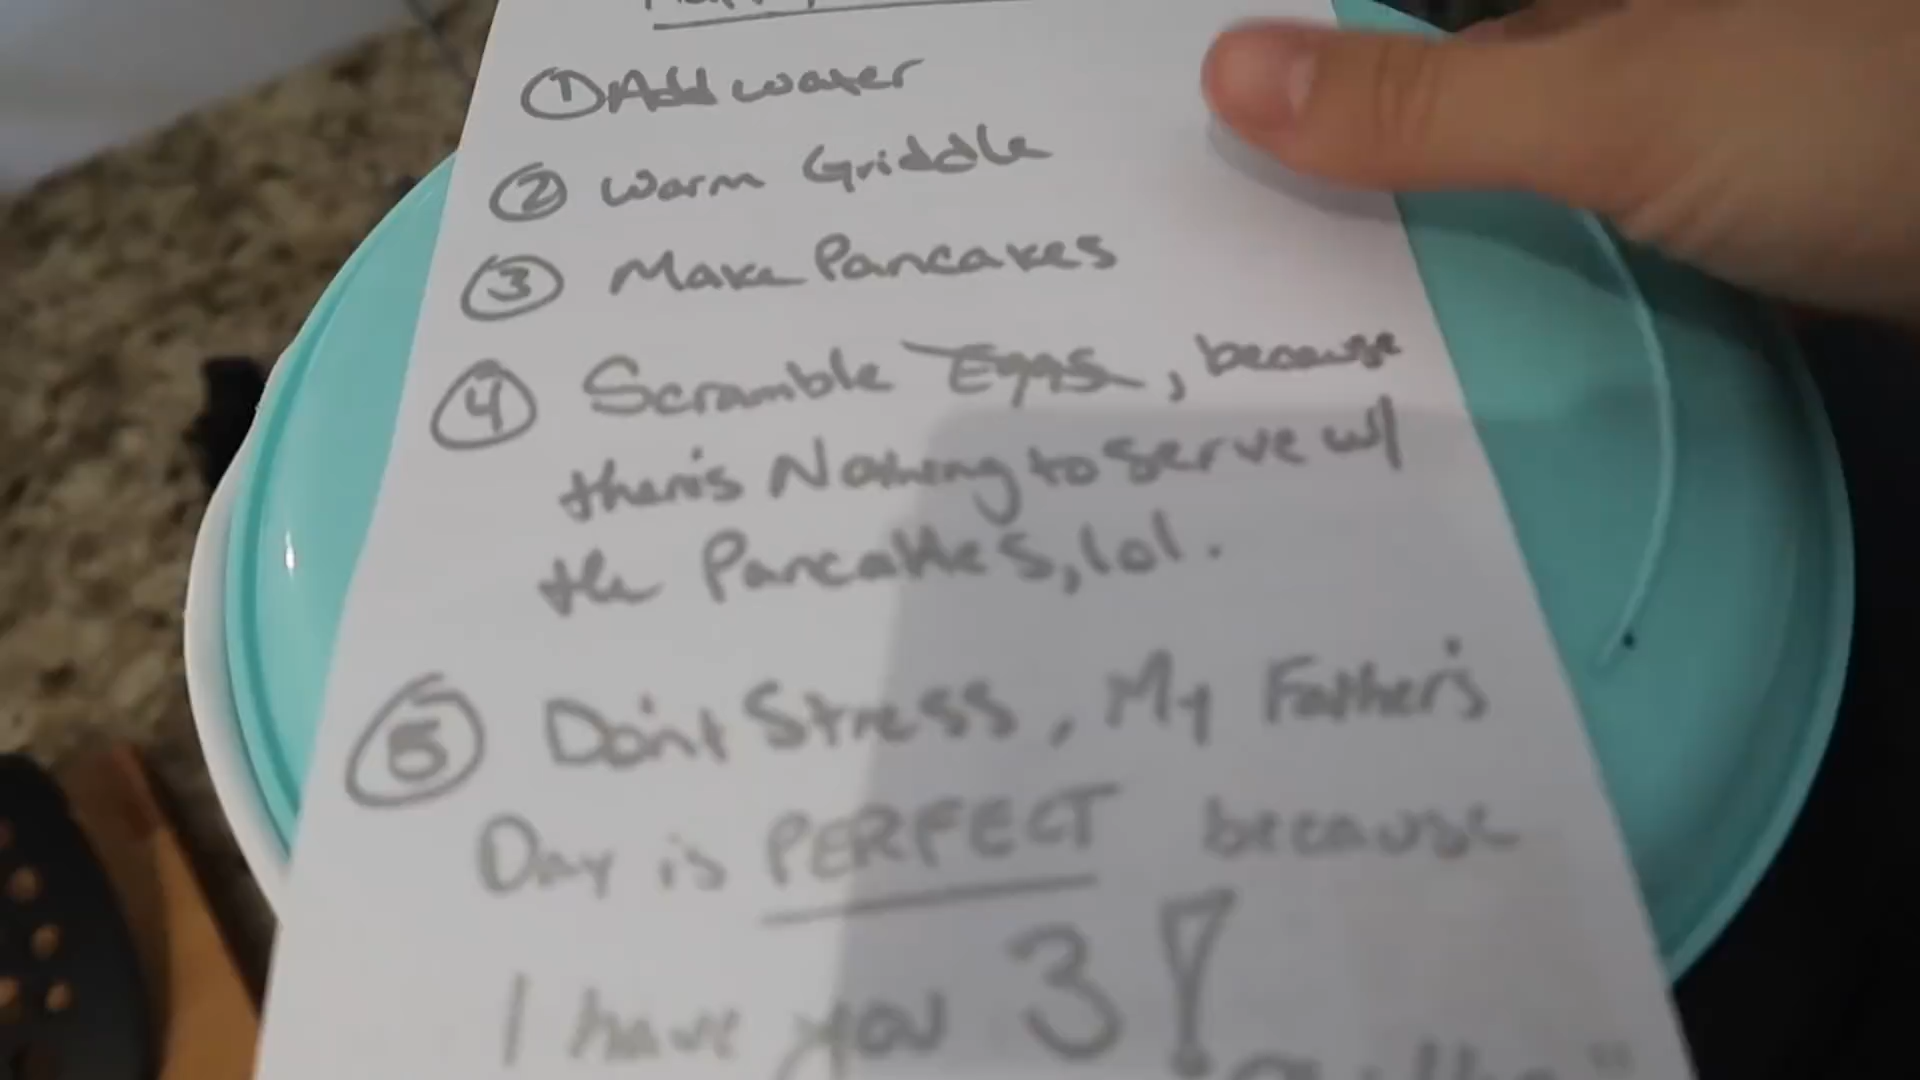 ① Add water
② Warm Griddle
③ Make Pancakes
④ Scramble Eggs, because
there's Nothing to serve w/
the Pancakes, lol.
⑤ Don't Stress, My Father's
Day is PERFECT because
I have you 3!